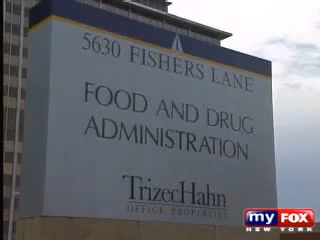 5630 FISHERS LANE
FOOD AND DRUG
ADMINISTRATION
TrizecHahn
OFFICE PROPERTIES
my FOX
NEW YORK